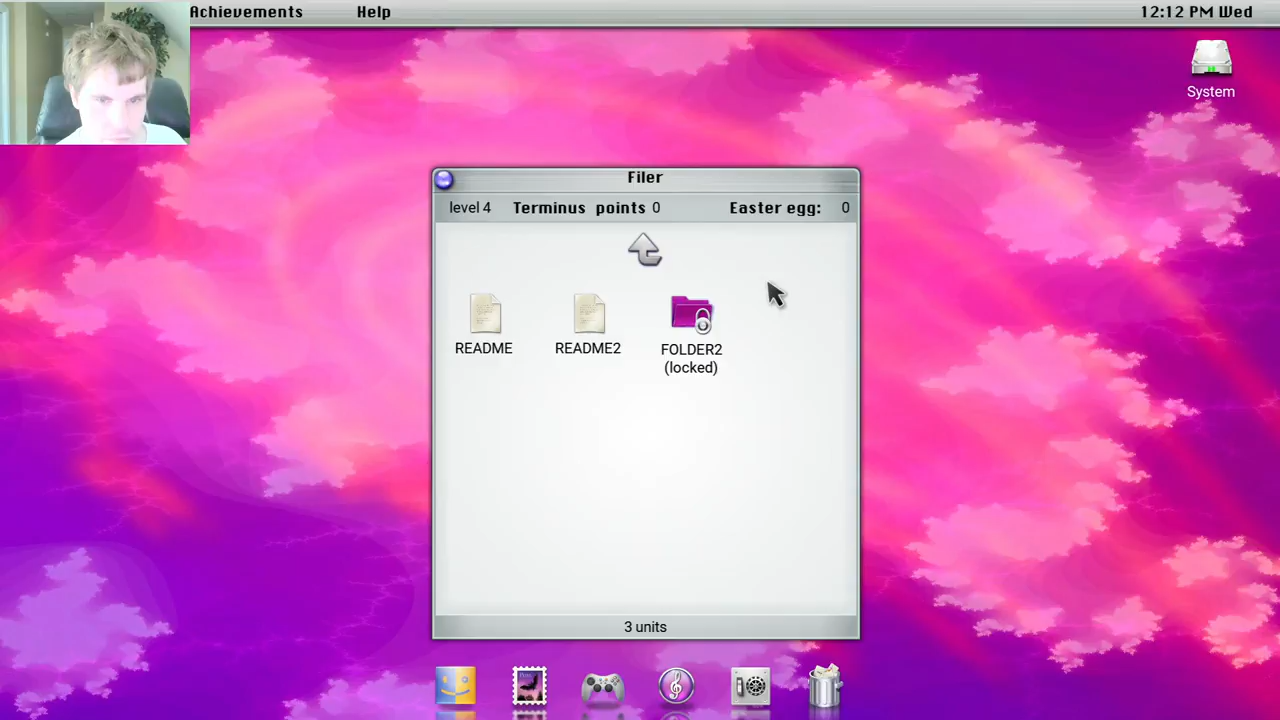 Achievements Help 12:12 PM Wed
System
Filer
level 4 Terminus points 0 Easter egg: 0
README README2 FOLDER2
(locked)
3 units